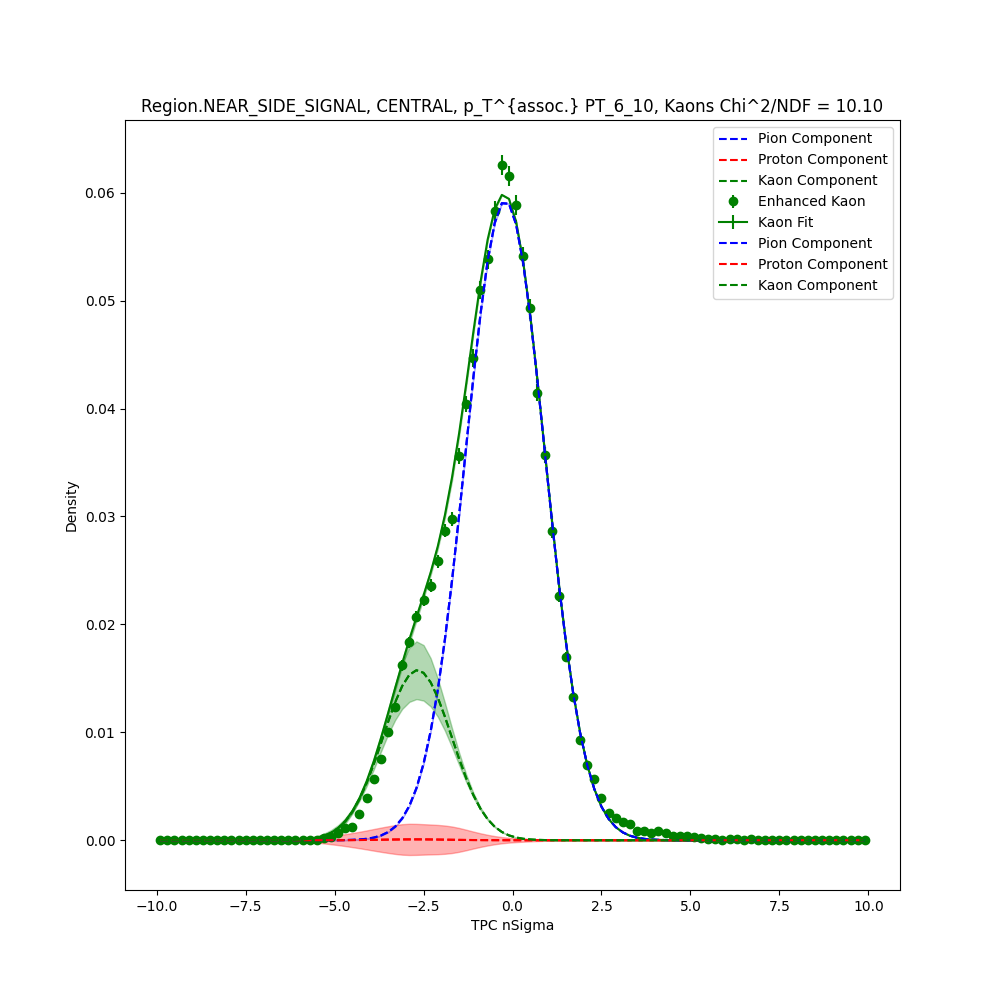 Region.NEAR_SIDE_SIGNAL, CENTRAL, p_T^{assoc.} PT_6_10, Kaons Chi^2/NDF = 10.10
Pion Component
Proton Component
Kaon Component
Enhanced Kaon
Kaon Fit
Pion Component
Proton Component
Kaon Component
0.06
0.05
0.04
0.03
0.02
0.01
0.00
Density
−10.0 −7.5 −5.0 −2.5 0.0 2.5 5.0 7.5 10.0
TPC nSigma